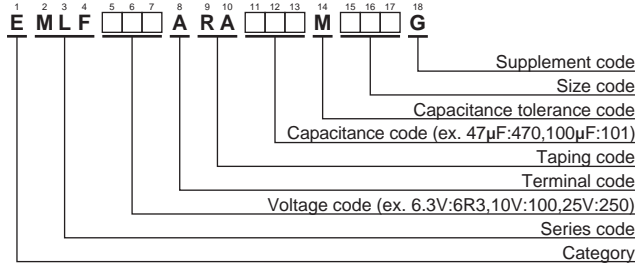 1 2 3 4 5 6 7 8 9 10 11 12 13 14 15 16 17 18
E M L F □ □ □ A R A □ □ □ M □ □ □ G
Supplement code
Size code
Capacitance tolerance code
Capacitance code (ex. 47μF:470,100μF:101)
Taping code
Terminal code
Voltage code (ex. 6.3V:6R3,10V:100,25V:250)
Series code
Category